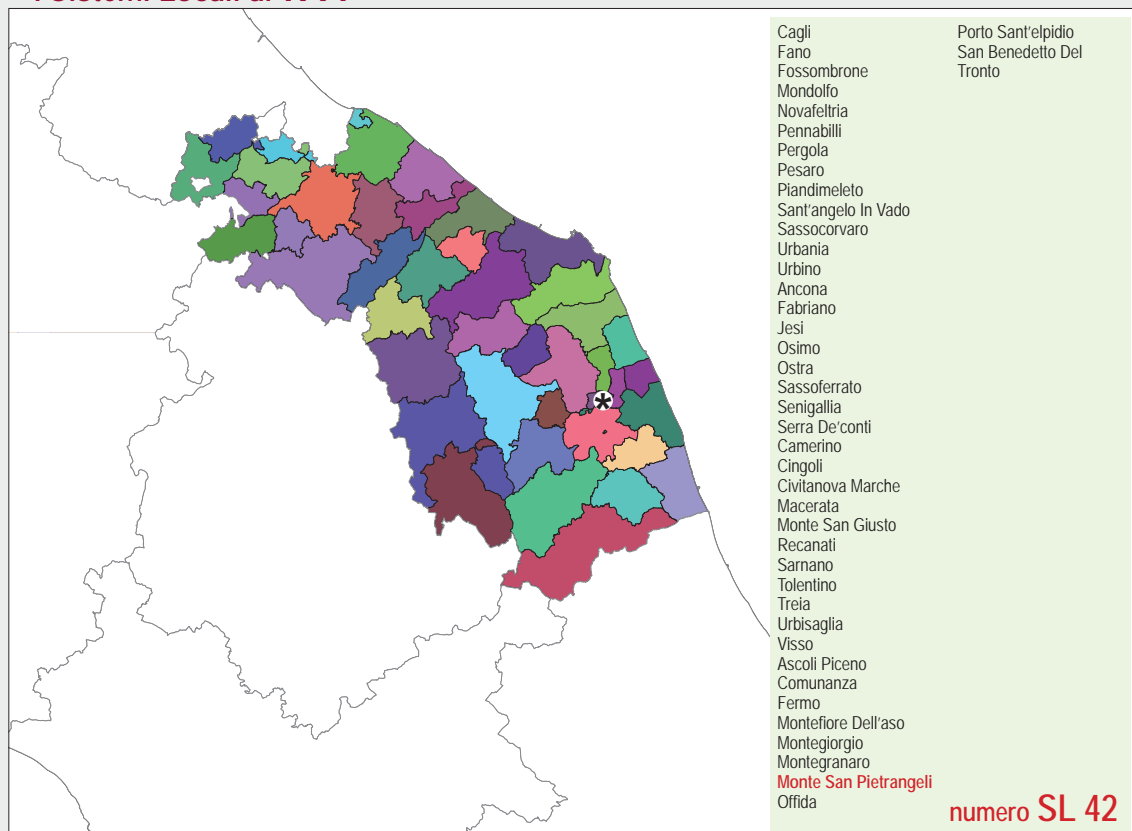 Cagli
Fano
Fossombrone
Mondolfo
Novafeltria
Pennabilli
Pergola
Pesaro
Piandimeleto
Sant'angelo In Vado
Sassocorvaro
Urbania
Urbino
Ancona
Fabriano
Jesi
Osimo
Ostra
Sassoferrato
Senigallia
Serra De'conti
Camerino
Cingoli
Civitanova Marche
Macerata
Monte San Giusto
Recanati
Sarnano
Tolentino
Treia
Urbisaglia
Visso
Ascoli Piceno
Comunanza
Fermo
Montefiore Dell'aso
Montegiorgio
Montegranaro
Monte San Pietrangeli
Offida
Porto Sant'elpidio
San Benedetto Del
Tronto
*
numero SL 42